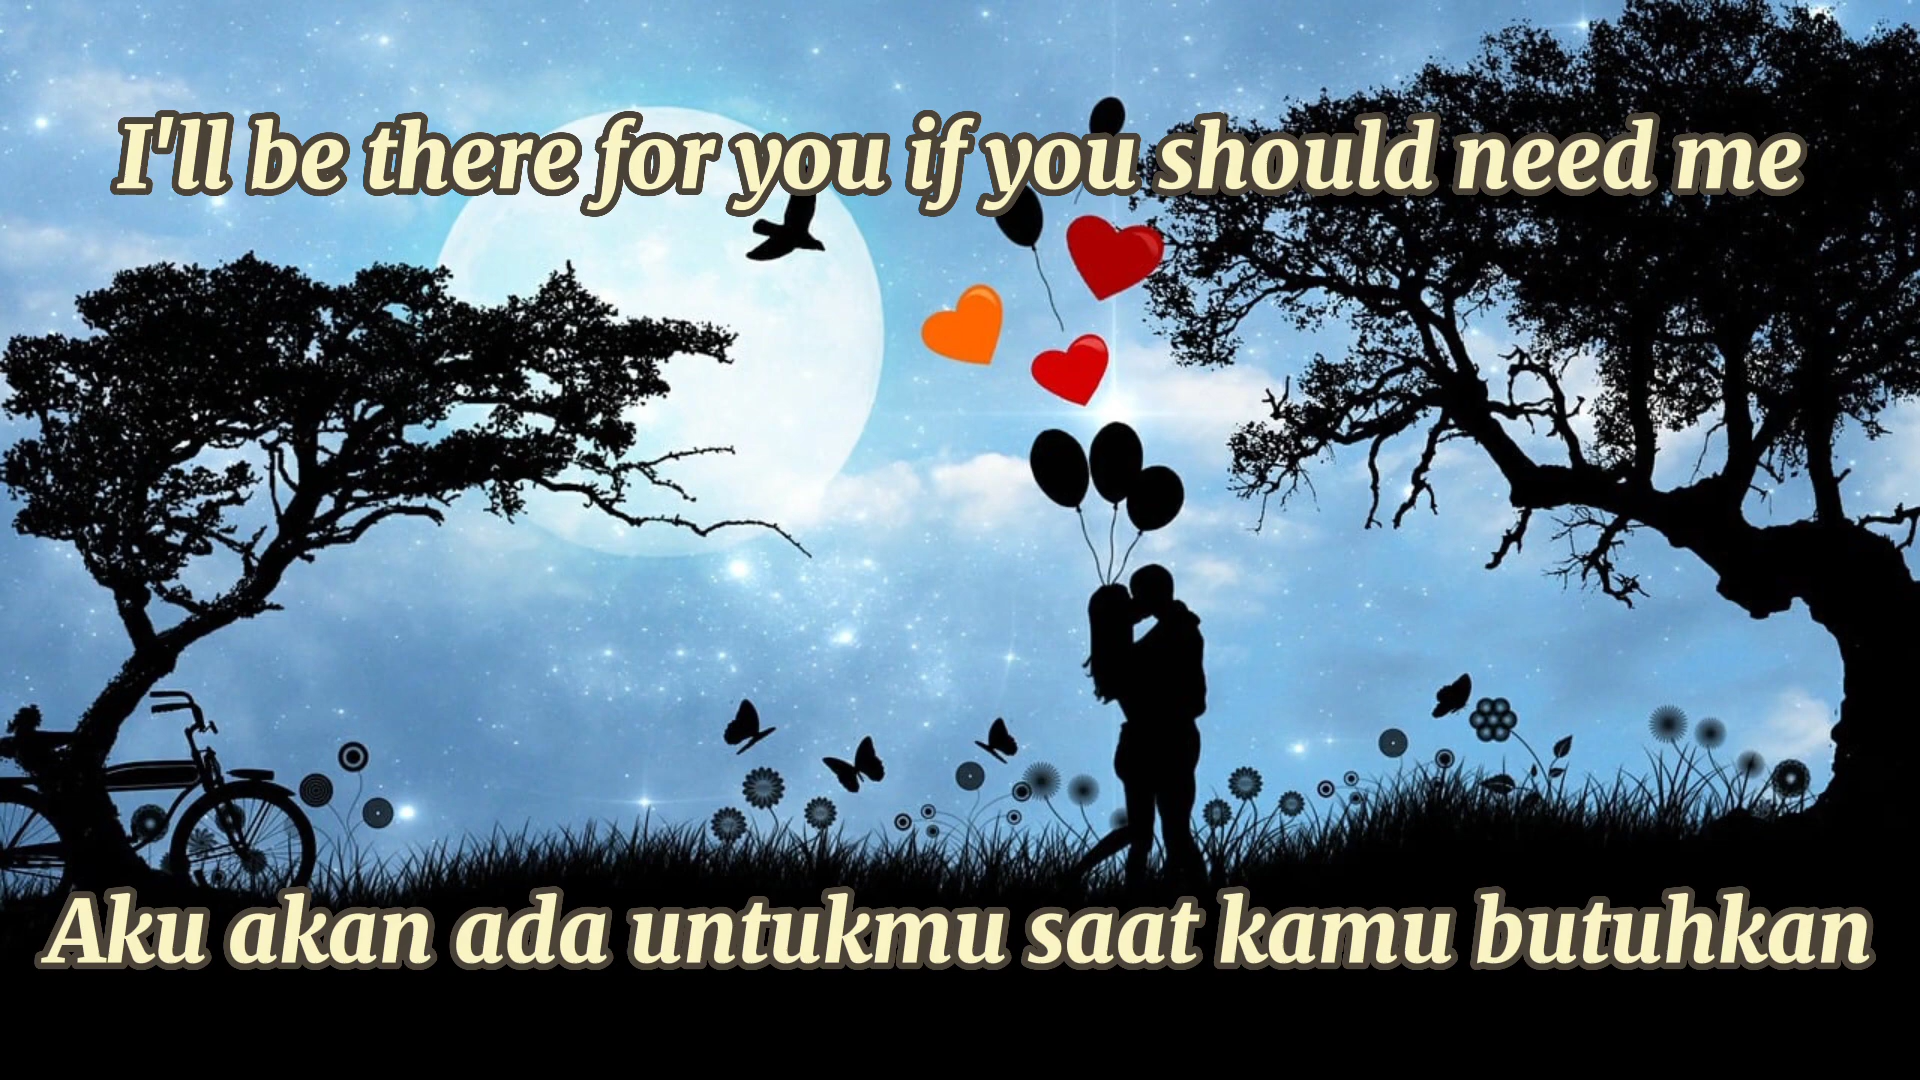 I'll be there for you if you should need me
Aku akan ada untukmu saat kamu butuhkan